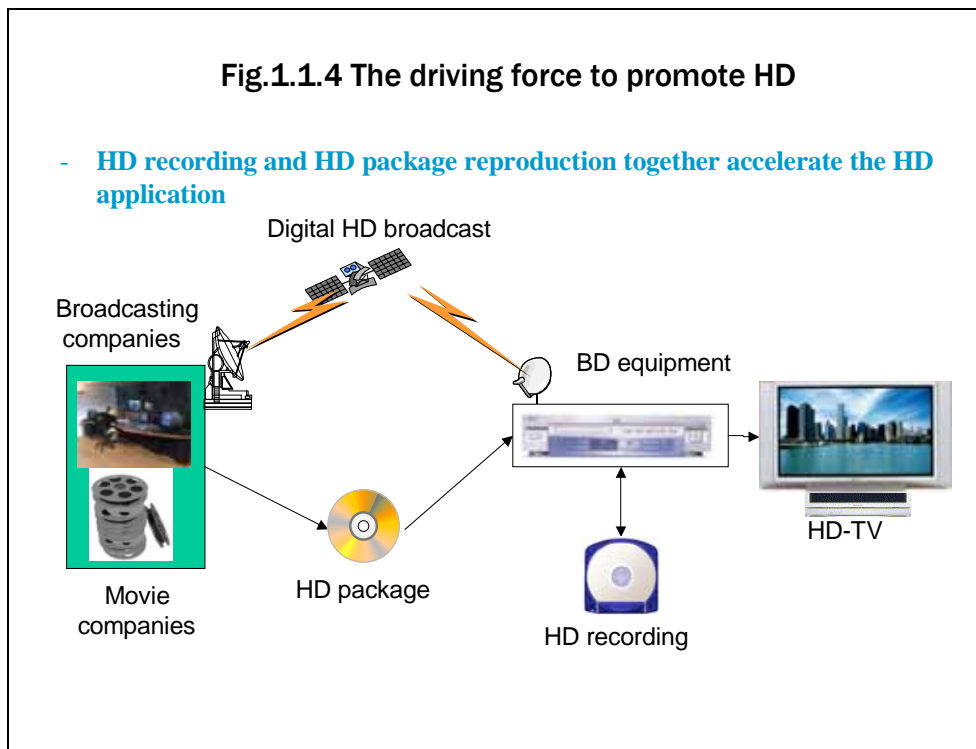 Fig.1.1.4 The driving force to promote HD
- HD recording and HD package reproduction together accelerate the HD
application
Digital HD broadcast
Broadcasting
companies
BD equipment
HD-TV
HD package
Movie
companies
HD recording